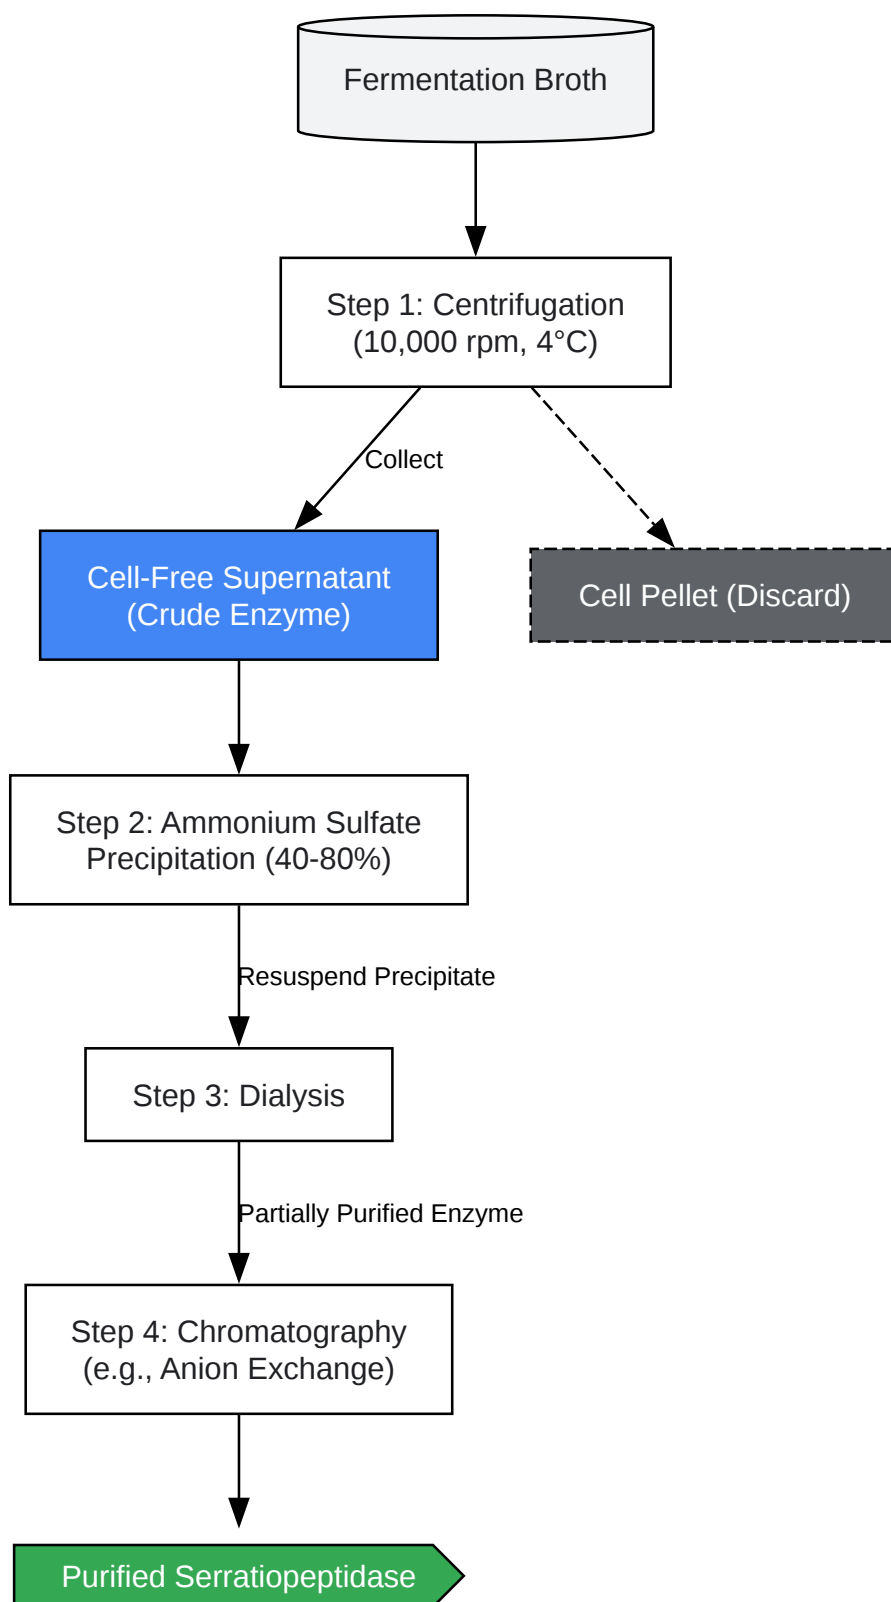 Fermentation Broth
Step 1: Centrifugation
(10,000 rpm, 4°C)
Collect
Cell-Free Supernatant
(Crude Enzyme)
Cell Pellet (Discard)
Step 2: Ammonium Sulfate
Precipitation (40-80%)
Resuspend Precipitate
Step 3: Dialysis
Partially Purified Enzyme
Step 4: Chromatography
(e.g., Anion Exchange)
Purified Serratiopeptidase